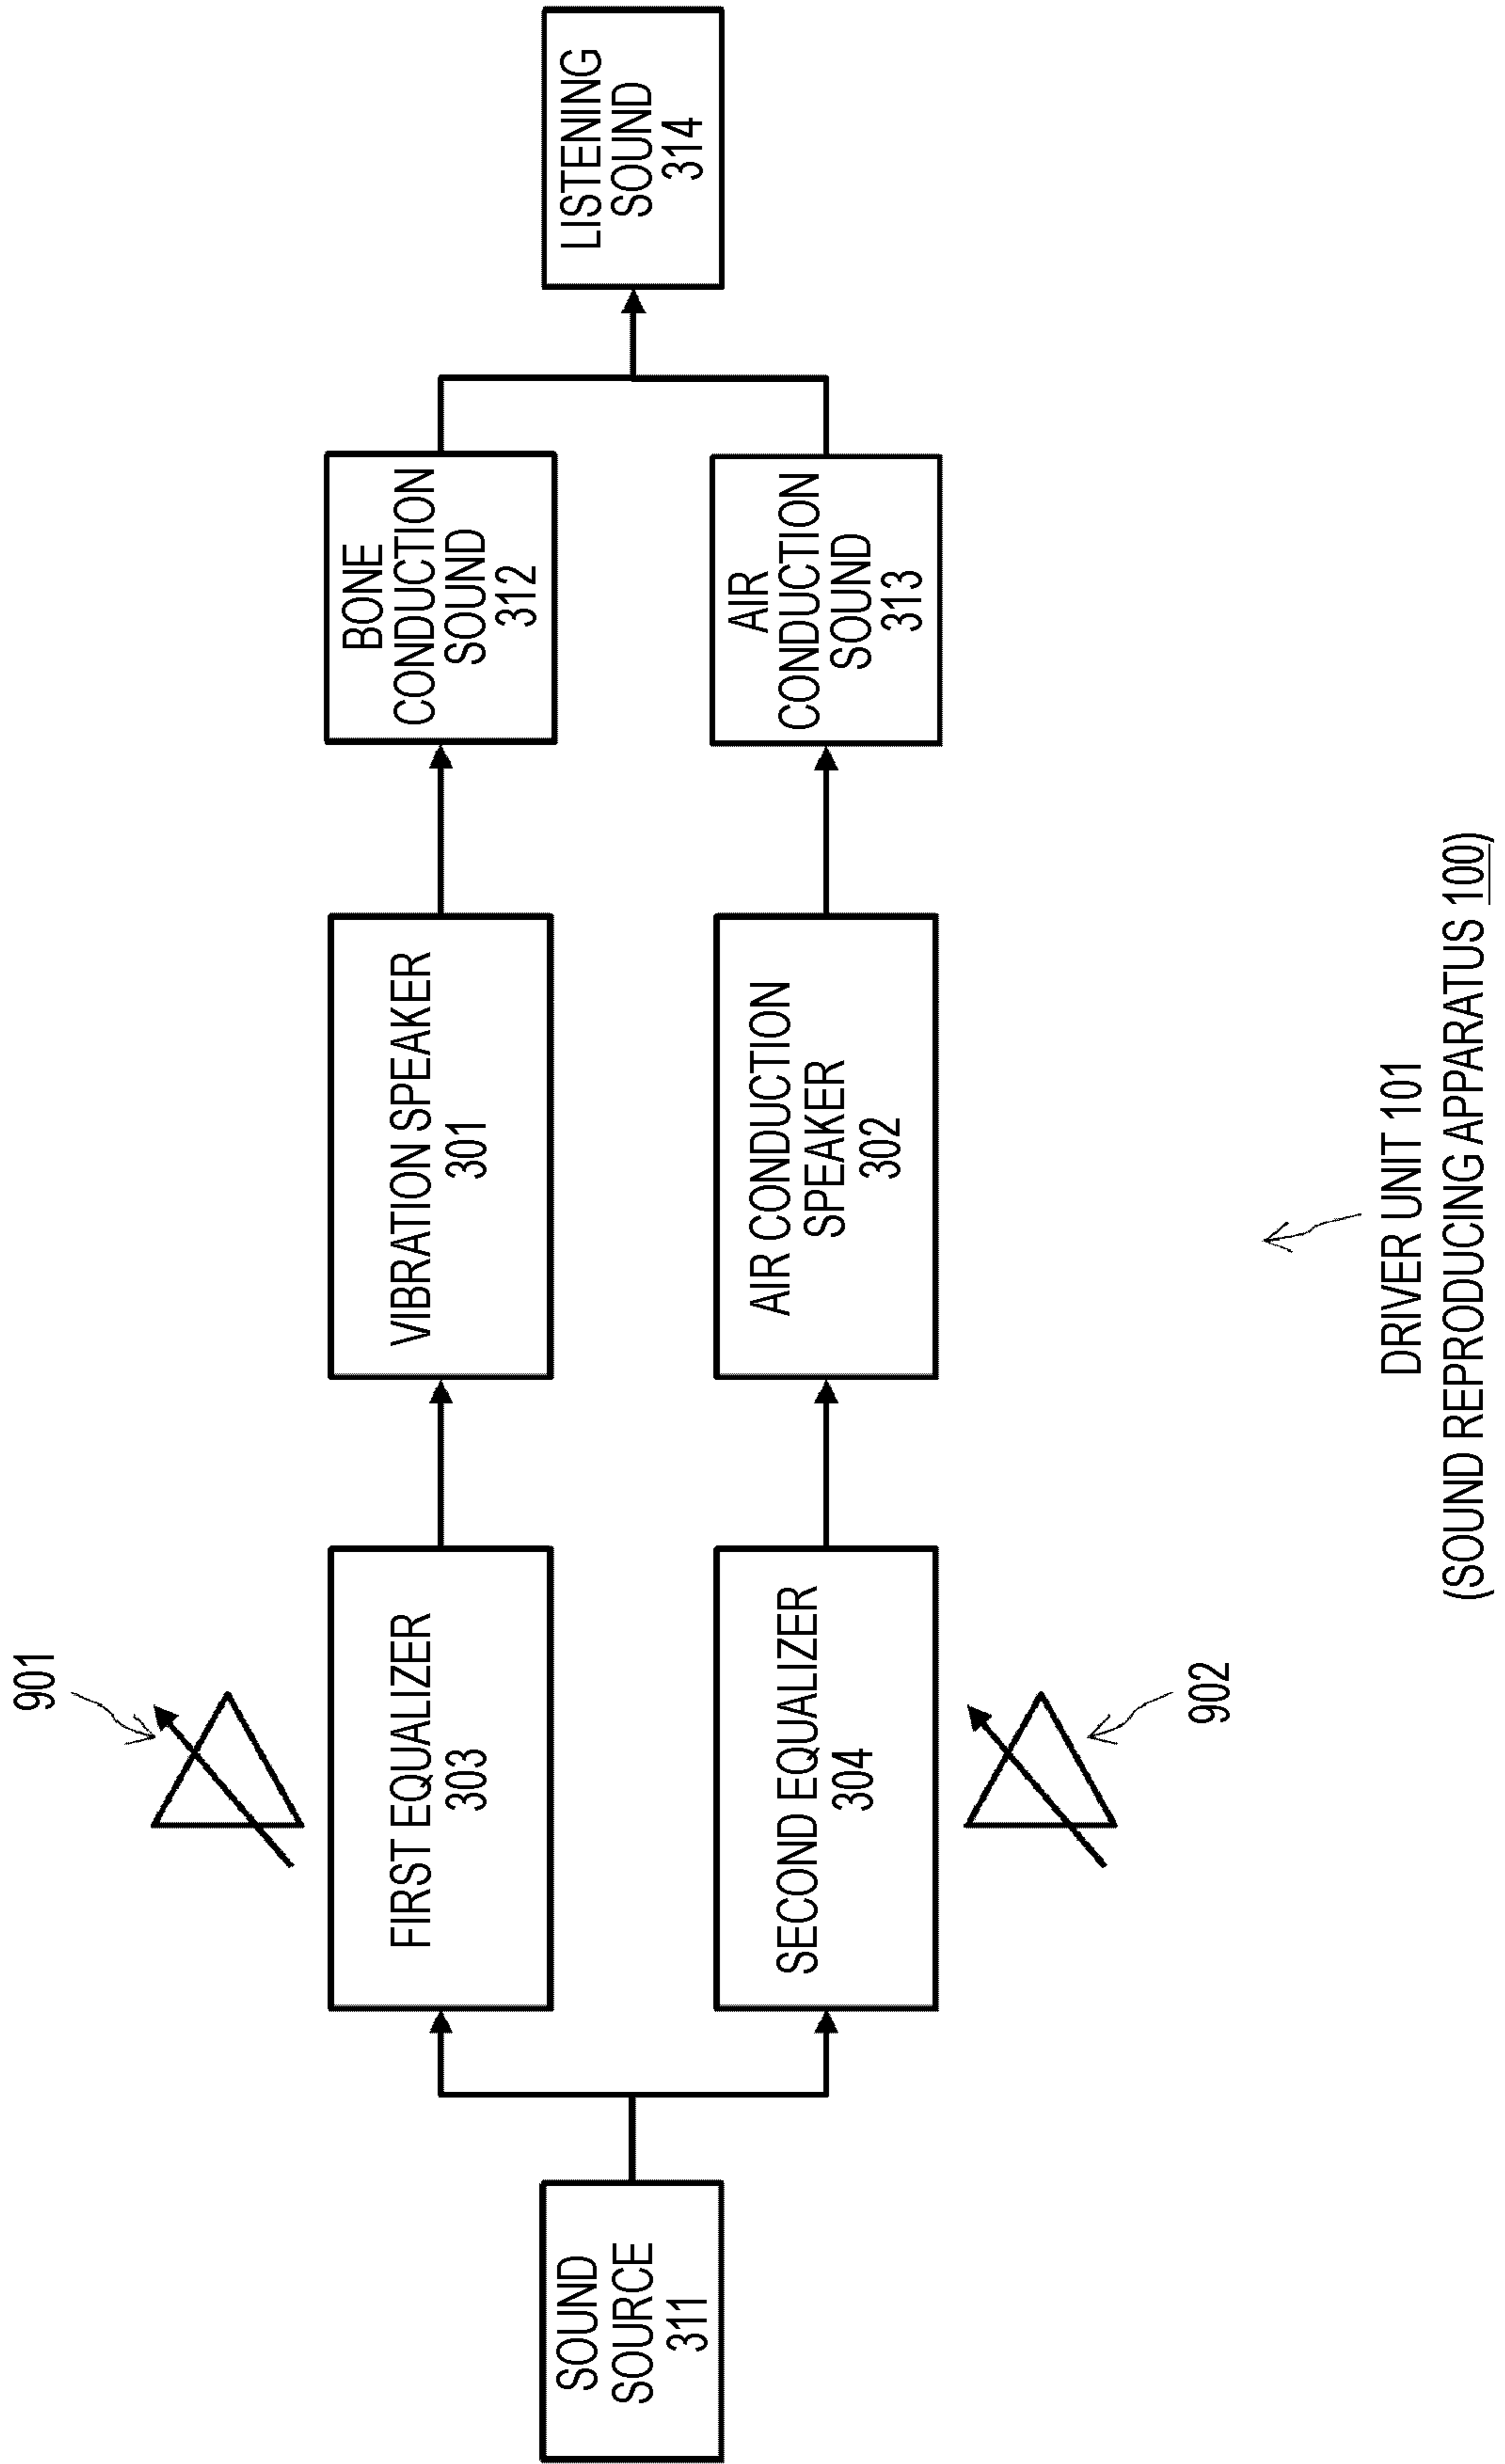 901
SOUND
SOURCE
311
FIRST EQUALIZER
303
VIBRATION SPEAKER
301
BONE
CONDUCTION
SOUND
312
LISTENING
SOUND
314
SECOND EQUALIZER
304
AIR CONDUCTION
SPEAKER
302
AIR
CONDUCTION
SOUND
313
902
DRIVER UNIT 101
(SOUND REPRODUCING APPARATUS 100)